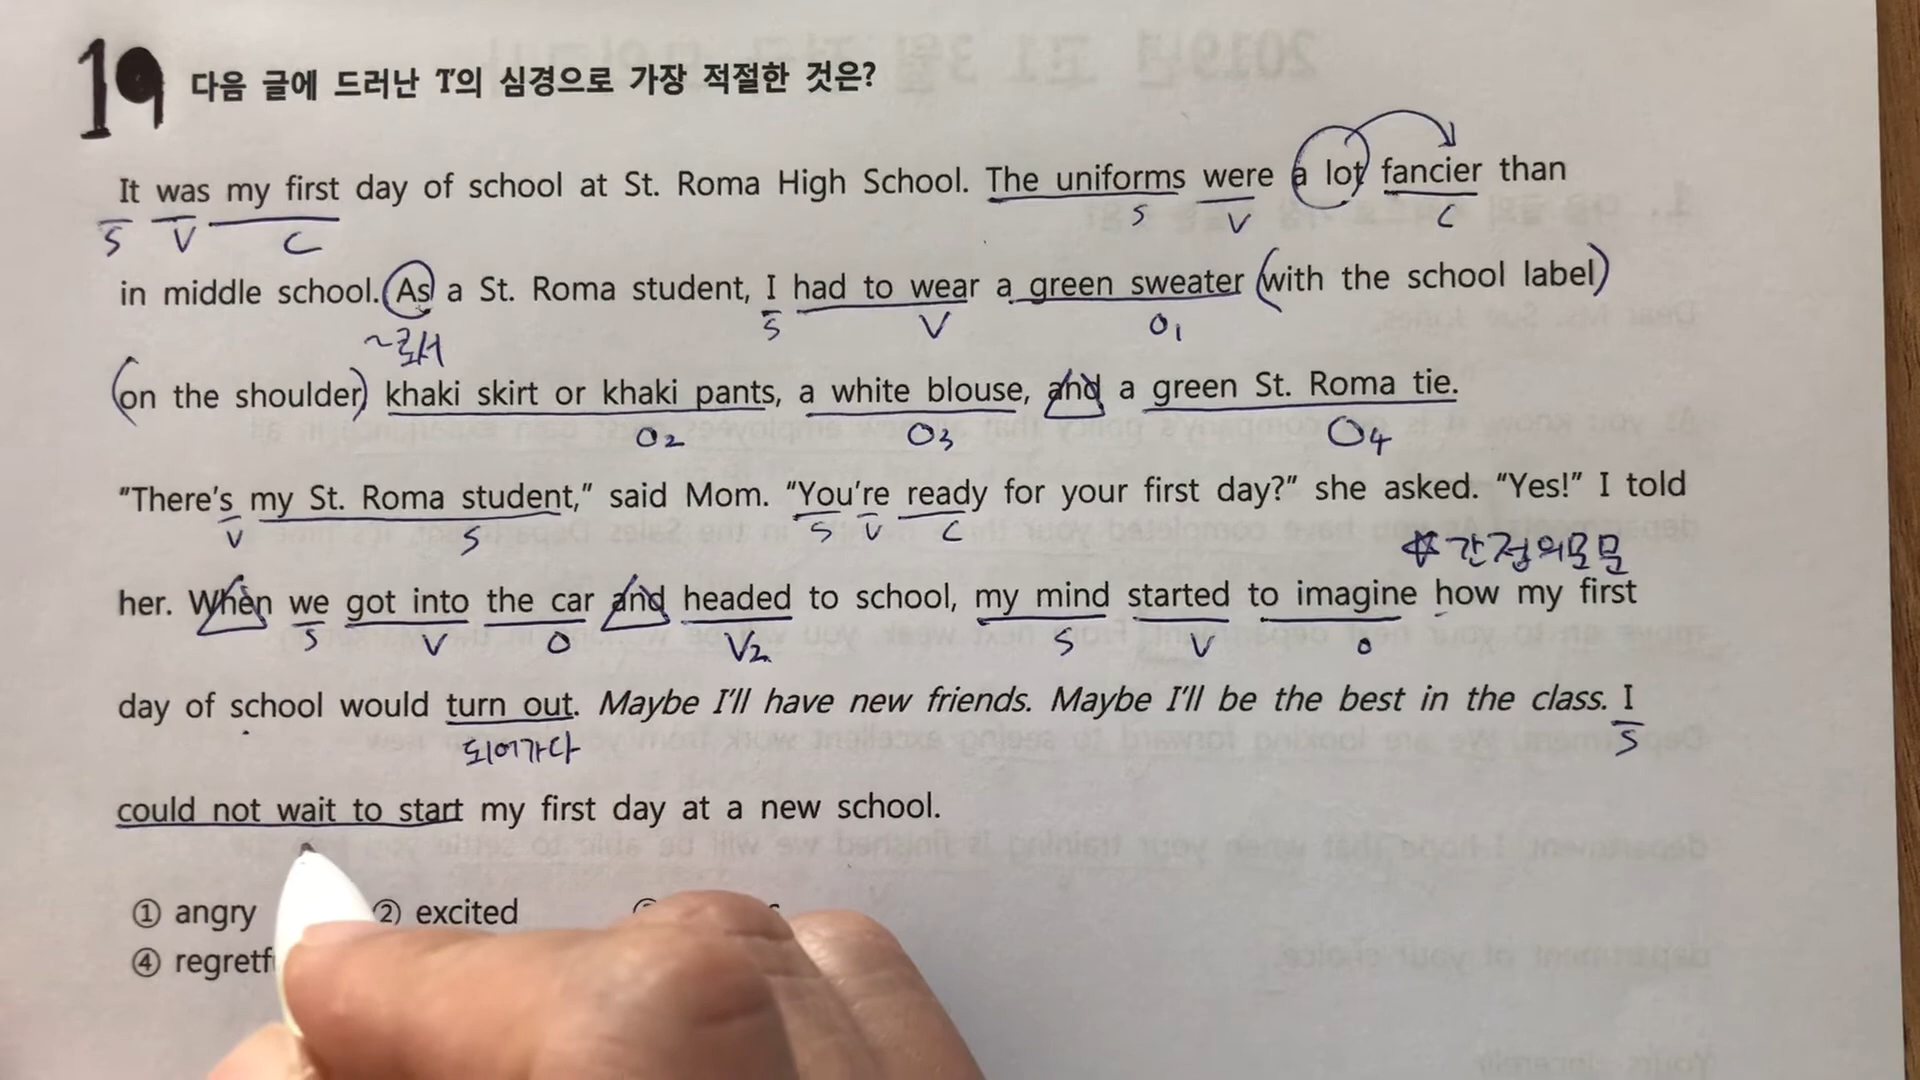 19 다음 글에 드러난 'I'의 심경으로 가장 적절한 것은?
It was my first day of school at St. Roma High School. The uniforms were a lot fancier than
S V C S V C
in middle school. As a St. Roma student, I had to wear a green sweater (with the school label)
~로서 S V O1
(on the shoulder) khaki skirt or khaki pants, a white blouse, and a green St. Roma tie.
O2 O3 O4
"There's my St. Roma student," said Mom. "You're ready for your first day?" she asked. "Yes!" I told
V S S V C
☆간접의문문
her. When we got into the car and headed to school, my mind started to imagine how my first
S V O V2 S V O
day of school would turn out. Maybe I'll have new friends. Maybe I'll be the best in the class. I
되어가다 S
could not wait to start my first day at a new school.
① angry ② excited
④